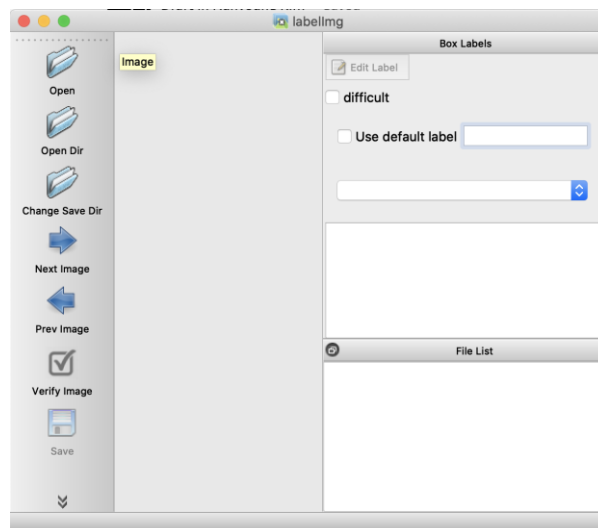 labelImg
Open
Open Dir
Change Save Dir
Next Image
Prev Image
Verify Image
Save
Image
Box Labels
Edit Label
difficult
Use default label
File List